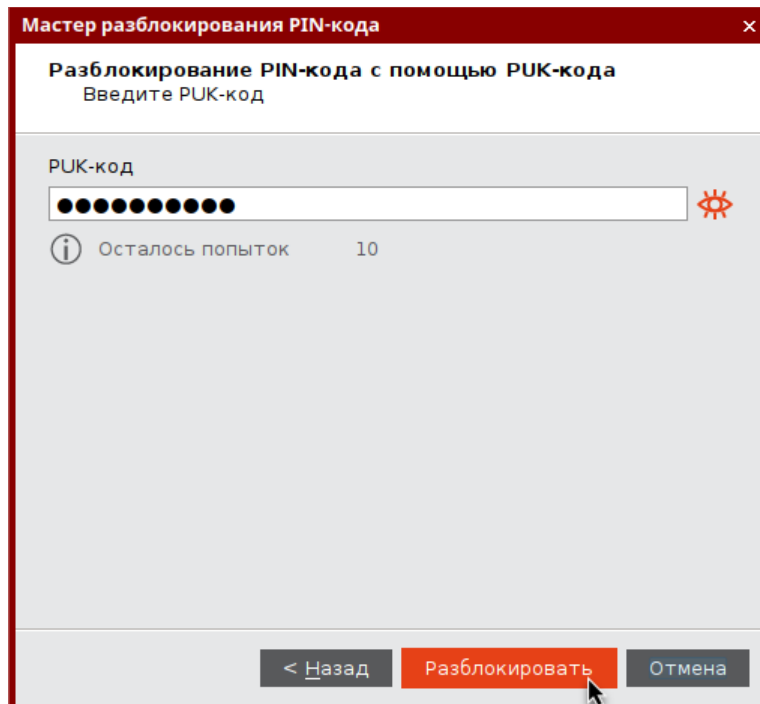 Мастер разблокирования PIN-кода
Разблокирование PIN-кода с помощью PUK-кода
Введите PUK-код
PUK-код
●●●●●●●●●●
Осталось попыток 10
< Назад Разблокировать Отмена